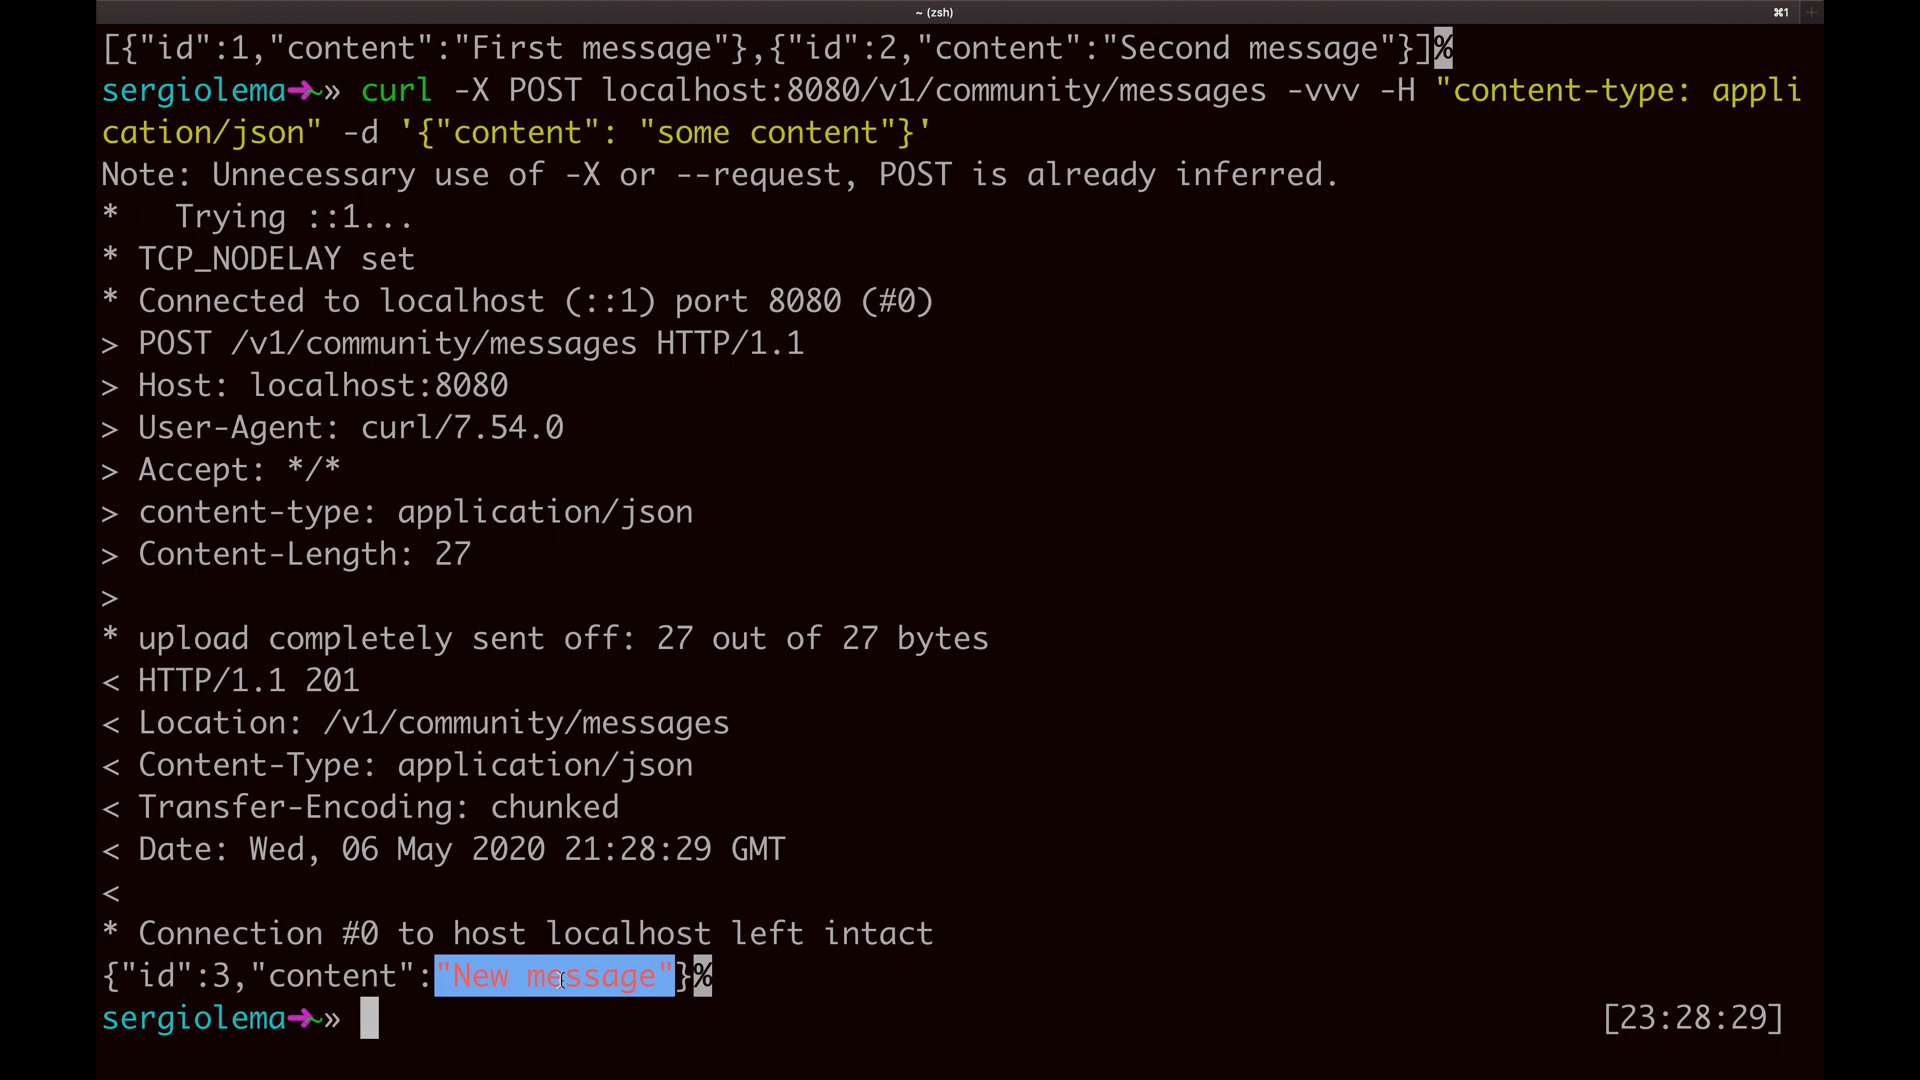 ~ (zsh)
⌘1
[{"id":1,"content":"First message"},{"id":2,"content":"Second message"}]%
sergiolema➜~» curl -X POST localhost:8080/v1/community/messages -vvv -H "content-type: appli
cation/json" -d '{"content": "some content"}'
Note: Unnecessary use of -X or --request, POST is already inferred.
*   Trying ::1...
* TCP_NODELAY set
* Connected to localhost (::1) port 8080 (#0)
> POST /v1/community/messages HTTP/1.1
> Host: localhost:8080
> User-Agent: curl/7.54.0
> Accept: */*
> content-type: application/json
> Content-Length: 27
>
* upload completely sent off: 27 out of 27 bytes
< HTTP/1.1 201
< Location: /v1/community/messages
< Content-Type: application/json
< Transfer-Encoding: chunked
< Date: Wed, 06 May 2020 21:28:29 GMT
<
* Connection #0 to host localhost left intact
{"id":3,"content":"New message"}%
sergiolema➜~» [23:28:29]